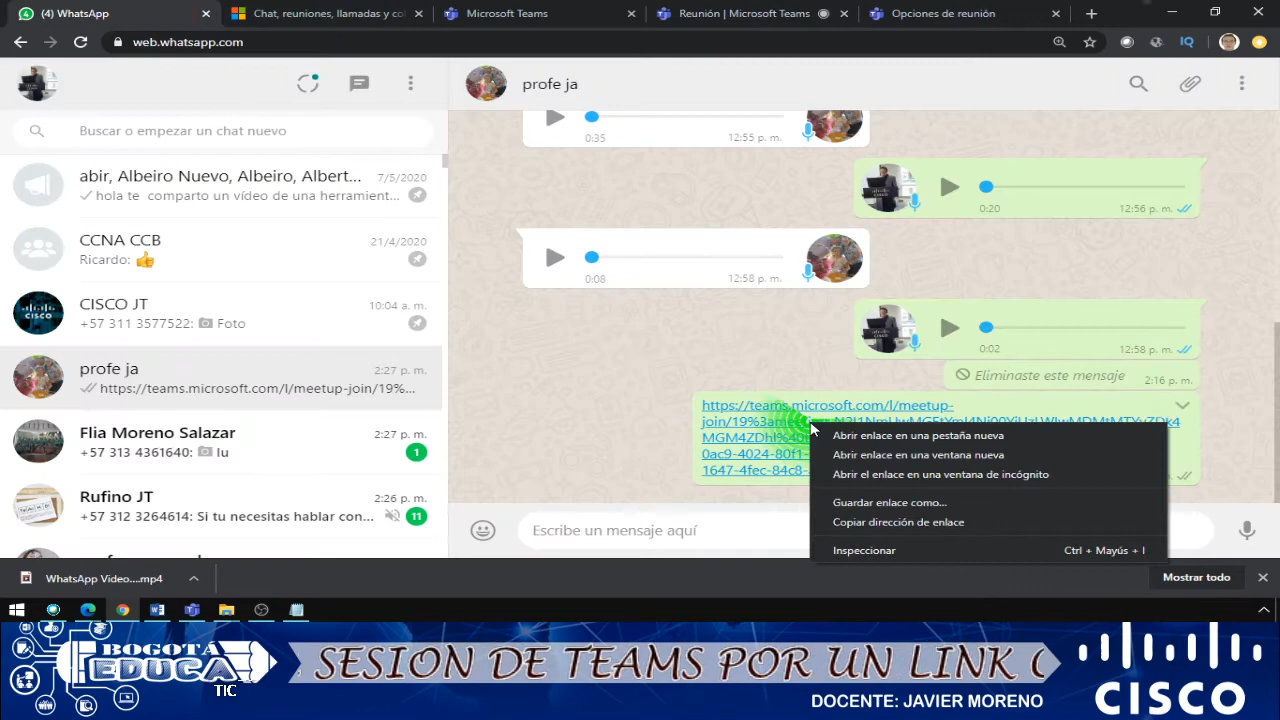 (4) WhatsApp
Chat, reuniones, llamadas y col
Microsoft Teams
Reunión | Microsoft Teams
Opciones de reunión
web.whatsapp.com
IQ
profe ja
Buscar o empezar un chat nuevo
abir, Albeiro Nuevo, Albeiro, Albert...
7/5/2020
hola te comparto un vídeo de una herramient...
CCNA CCB
21/4/2020
Ricardo: 👍
CISCO JT
10:04 a. m.
+57 311 3577522: Foto
profe ja
2:27 p. m.
https://teams.microsoft.com/l/meetup-join/19%...
Flía Moreno Salazar
2:27 p. m.
+57 313 4361640: lu
1
Rufino JT
2:26 p. m.
+57 312 3264614: Si tu necesitas hablar con...
11
0:35
12:55 p. m.
0:20
12:56 p. m.
0:08
12:58 p. m.
0:02
12:58 p. m.
Eliminaste este mensaje
2:16 p. m.
https://teams.microsoft.com/l/meetup-
MGM4ZDhl%40
0ac9-4024-80f1-
1647-4fec-84c8-
Abrir enlace en una pestaña nueva
Abrir enlace en una ventana nueva
Abrir el enlace en una ventana de incógnito
Guardar enlace como...
Copiar dirección de enlace
Inspeccionar
Ctrl + Mayús + I
Escribe un mensaje aquí
WhatsApp Video....mp4
Mostrar todo
BOGOTA
EDUCA
TIC
SESION DE TEAMS POR UN LINK
DOCENTE: JAVIER MORENO
CISCO